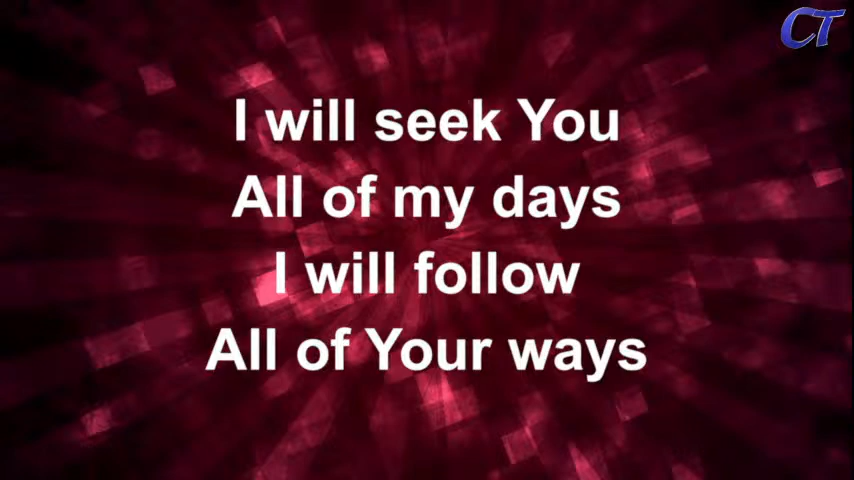 CT
I will seek You
All of my days
I will follow
All of Your ways